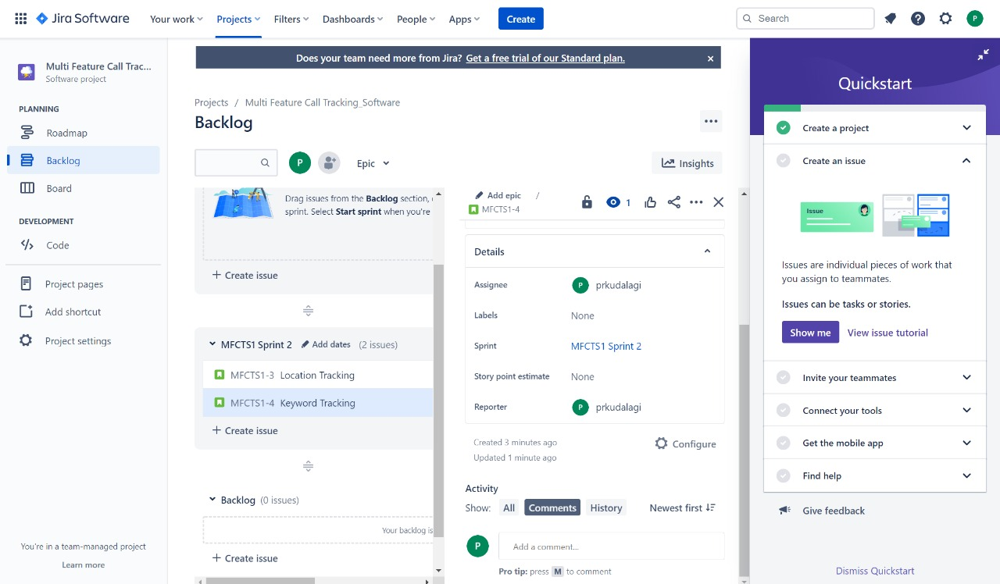 Jira Software
Your work
Projects
Filters
Dashboards
People
Apps
Create
Search
P
Multi Feature Call Trac...
Software project
PLANNING
Roadmap
Backlog
Board
DEVELOPMENT
Code
Project pages
Add shortcut
Project settings
You're in a team-managed project
Learn more
Does your team need more from Jira? Get a free trial of our Standard plan.
Projects / Multi Feature Call Tracking_Software
Backlog
P
Epic
Insights
Drag issues from the Backlog section,
sprint. Select Start sprint when you're
+ Create issue
MFCTS1 Sprint 2 Add dates (2 issues)
MFCTS1-3 Location Tracking
MFCTS1-4 Keyword Tracking
+ Create issue
Backlog (0 issues)
Your backlog is
+ Create issue
Add epic /
MFCTS1-4
1
Details
Assignee P prkudalagi
Labels None
Sprint MFCTS1 Sprint 2
Story point estimate None
Reporter P prkudalagi
Created 3 minutes ago
Updated 1 minute ago
Configure
Activity
Show: All Comments History Newest first
P Add a comment...
Pro tip: press M to comment
Quickstart
Create a project
Create an issue
Issue
Issues are individual pieces of work that
you assign to teammates.
Issues can be tasks or stories.
Show me View issue tutorial
Invite your teammates
Connect your tools
Get the mobile app
Find help
Give feedback
Dismiss Quickstart